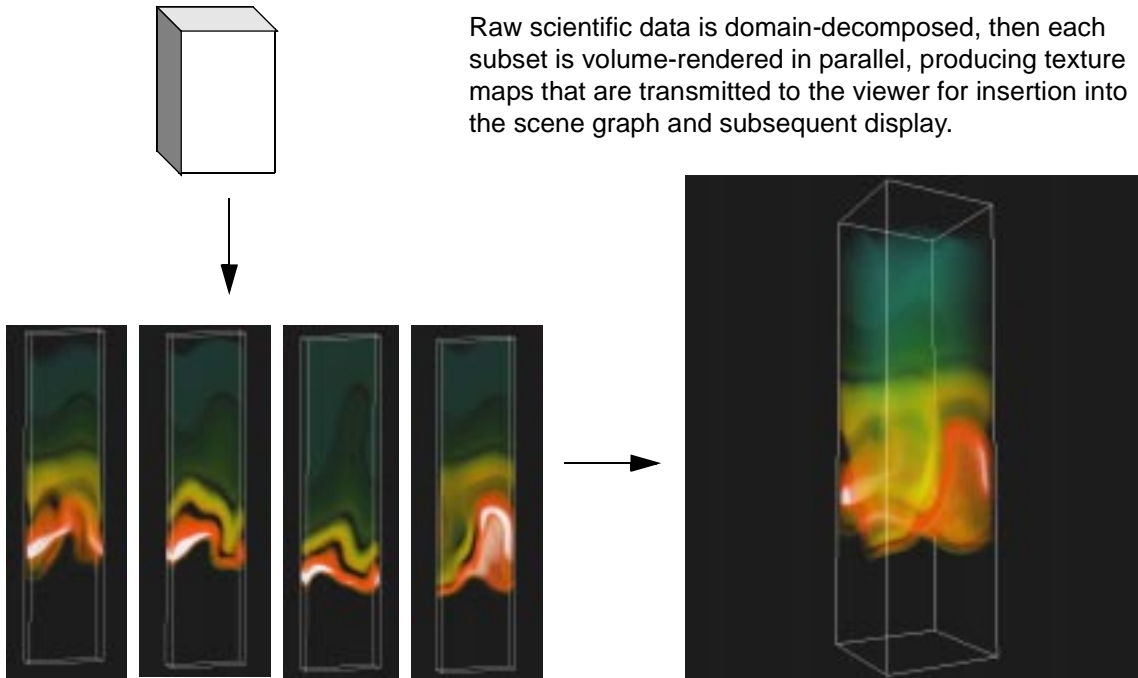 Raw scientific data is domain-decomposed, then each
subset is volume-rendered in parallel, producing texture
maps that are transmitted to the viewer for insertion into
the scene graph and subsequent display.